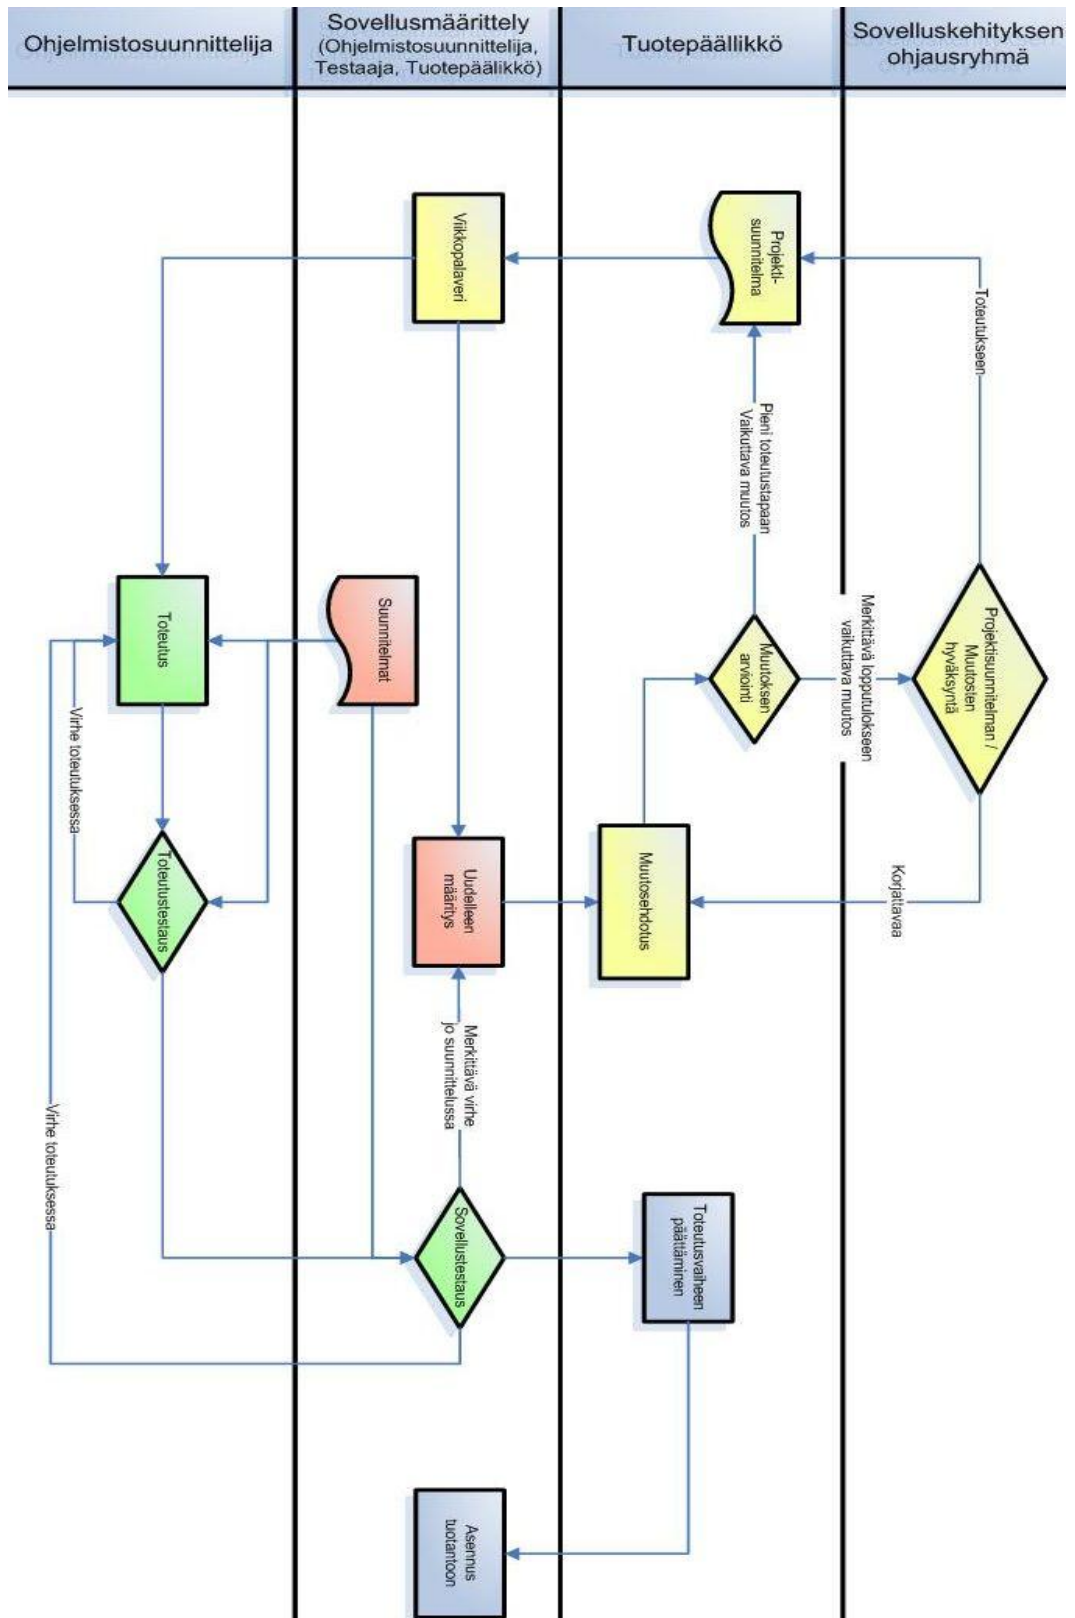 Ohjelmistosuunnittelija
Sovellusmäärittely
(Ohjelmistosuunnittelija,
Testaaja, Tuotepäälikkö)
Tuotepäällikkö
Sovelluskehityksen
ohjausryhmä
Viikkopalaveri
Projekti-
suunnitelma
Toteutukseen
Pieni toteutustapaan
Vaikuttava muutos
Toteutus
Suunnitelmat
Muutoksen
arviointi
Merkittävä lopputulokseen
vaikuttava muutos
Projektisuunnitelman /
Muutosten
hyväksyntä
Virhe toteutuksessa
Toteutustestaus
Uudelleen
määritys
Muutosehdotus
Korjattavaa
Merkittävä virhe
jo suunnittelussa
Virhe toteutuksessa
Sovellustestaus
Toteutusvaiheen
päättäminen
Asennus
tuotantoon